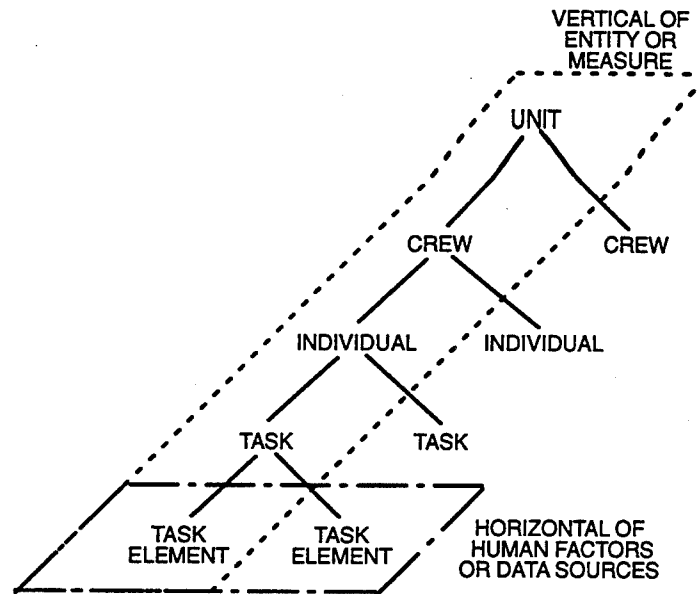 VERTICAL OF
ENTITY OR
MEASURE
UNIT
CREW
CREW
INDIVIDUAL
INDIVIDUAL
TASK
TASK
TASK
ELEMENT
TASK
ELEMENT
HORIZONTAL OF
HUMAN FACTORS
OR DATA SOURCES